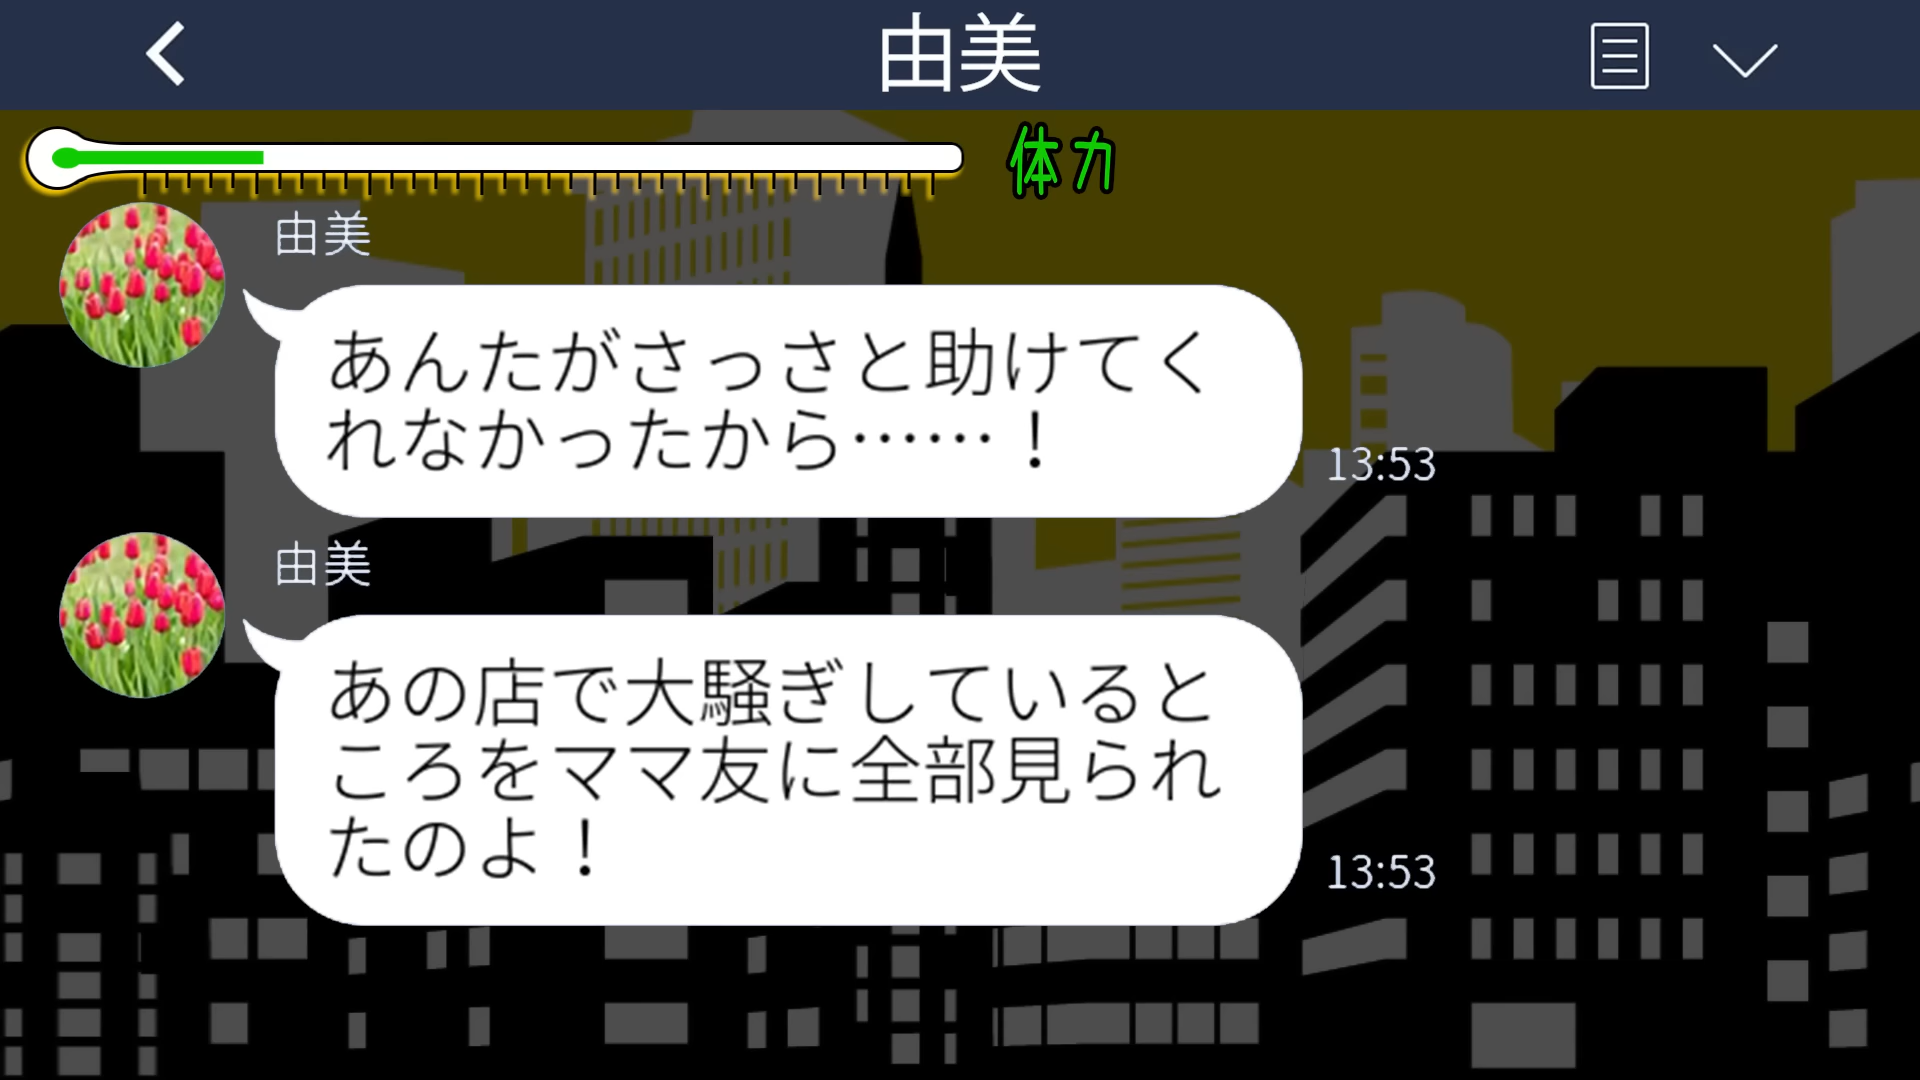 由美
体力
由美
あんたがさっさと助けてく
れなかったから……！
13:53
由美
あの店で大騒ぎしていると
ころをママ友に全部見られ
たのよ！
13:53